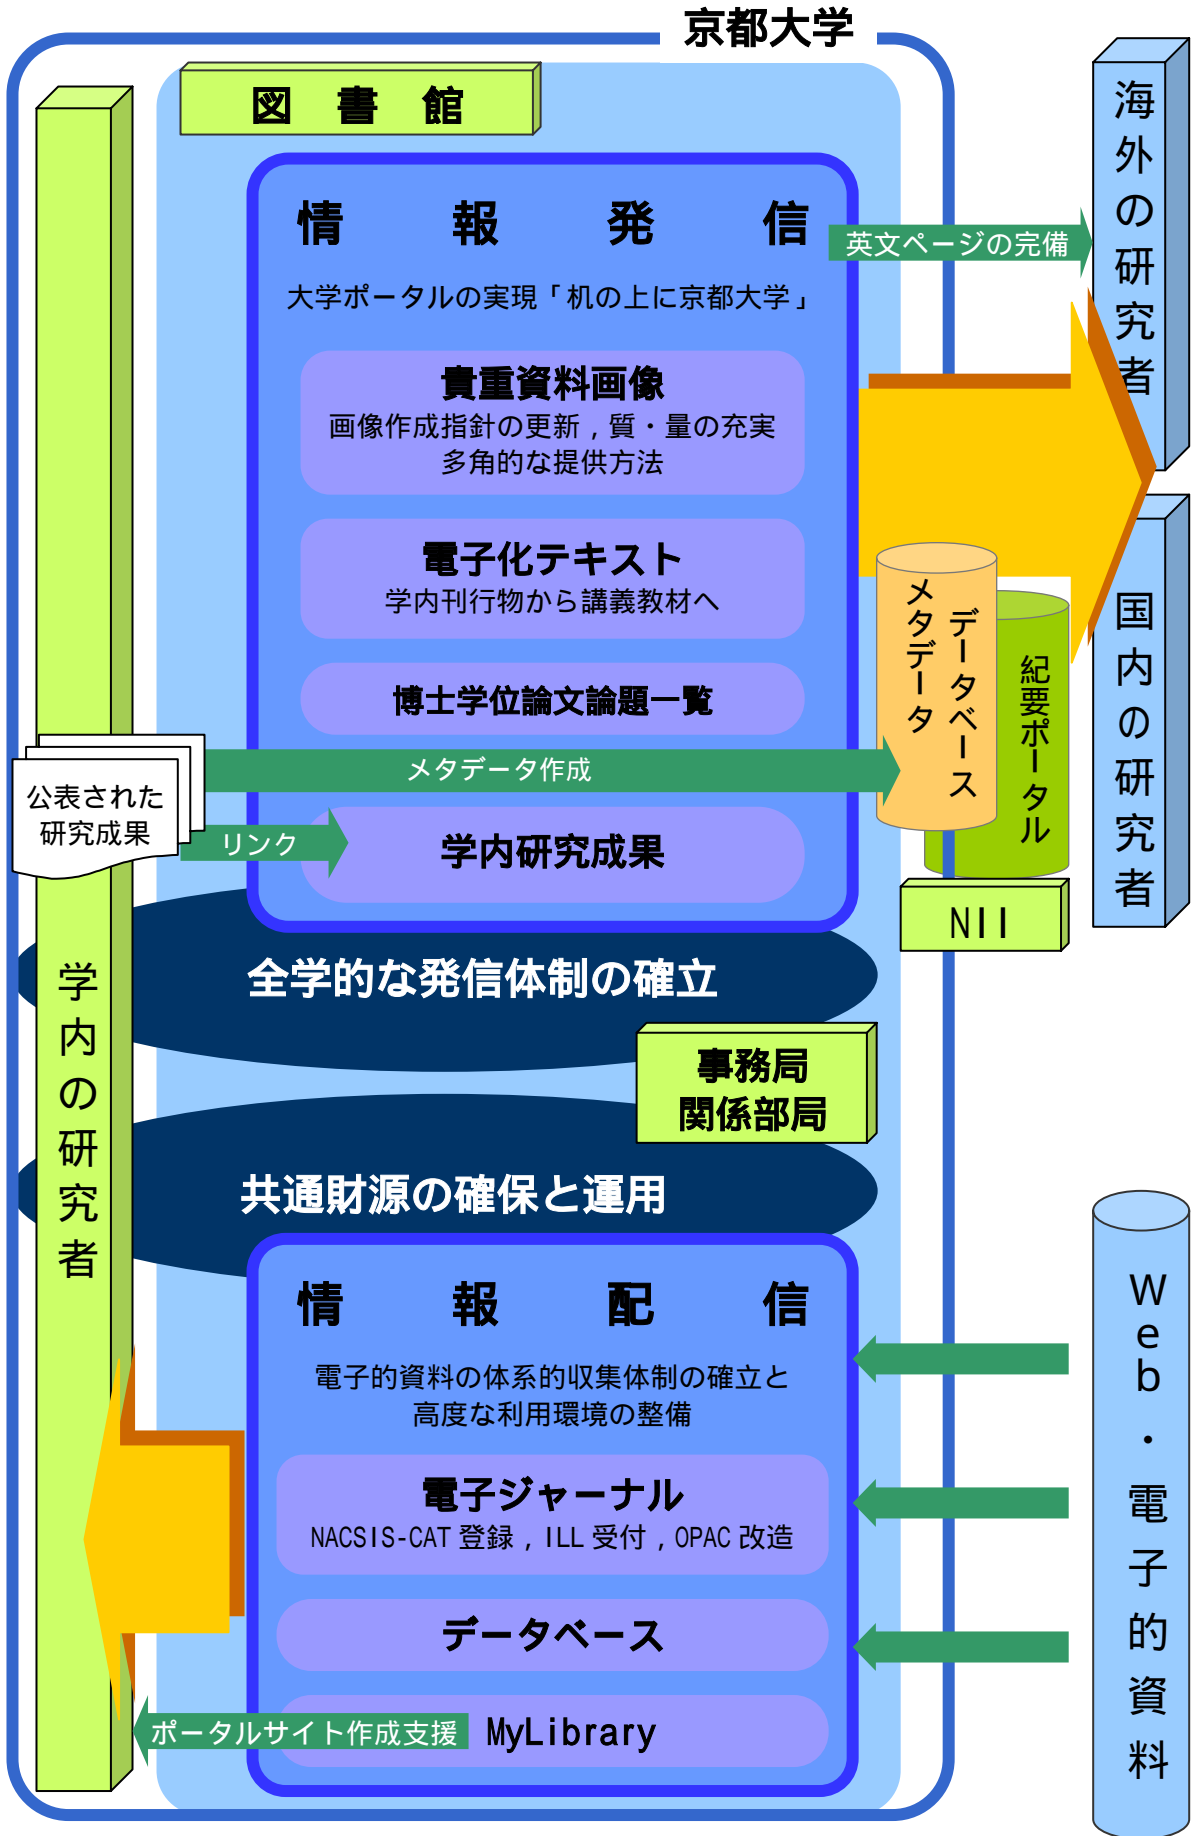 京都大学
図 書 館
情 報 発 信
大学ポータルの実現「机の上に京都大学」
英文ページの完備
海外の研究者
貴重資料画像
画像作成指針の更新，質・量の充実
多角的な提供方法
電子化テキスト
学内刊行物から講義教材へ
博士学位論文論題一覧
メタデータ
データベース
紀要ポータル
国内の研究者
メタデータ作成
公表された
研究成果
リンク
学内研究成果
NII
全学的な発信体制の確立
学内の研究者
事務局
関係部局
共通財源の確保と運用
情 報 配 信
電子的資料の体系的収集体制の確立と
高度な利用環境の整備
電子ジャーナル
NACSIS-CAT 登録，ILL 受付，OPAC 改造
データベース
ポータルサイト作成支援
MyLibrary
Web・電子的資料